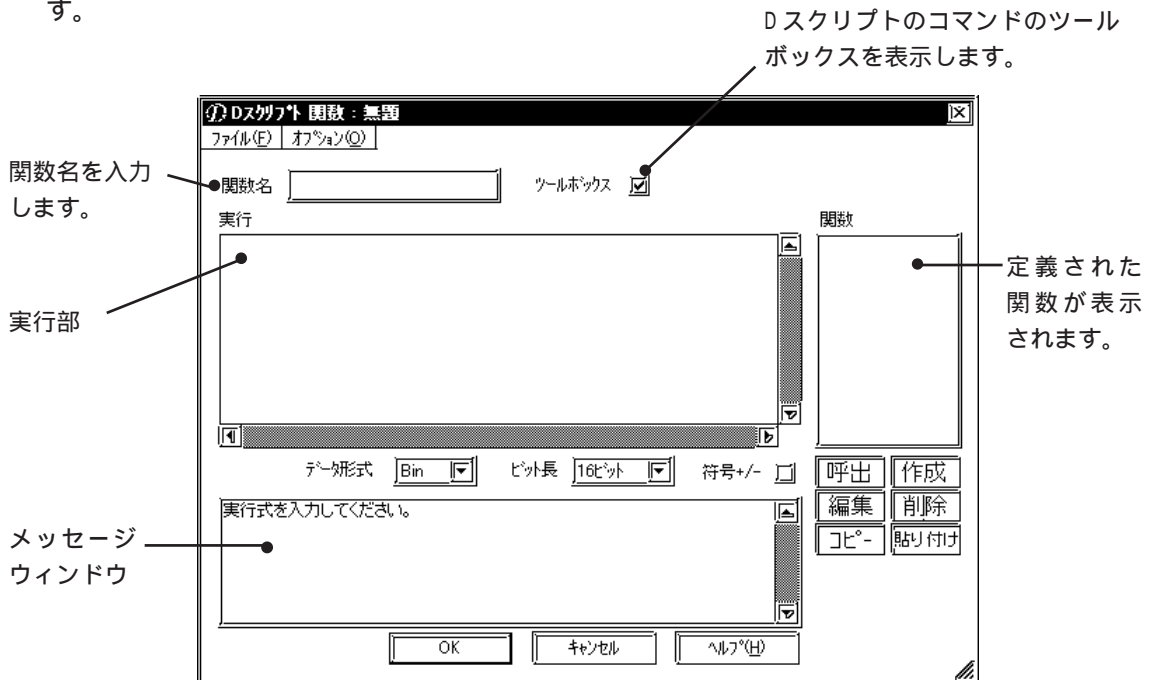 す。
Dスクリプトのコマンドのツール
ボックスを表示します。
Dスクリプト 関数：無題
ファイル(F) オプション(O)
関数名を入力
します。
関数名
ツールボックス
実行
関数
実行部
定義された
関数が表示
されます。
データ形式 Bin ビット長 16ビット 符号+/-
呼出 作成
編集 削除
コピー 貼り付け
実行式を入力してください。
メッセージ
ウィンドウ
OK キャンセル ヘルプ(H)